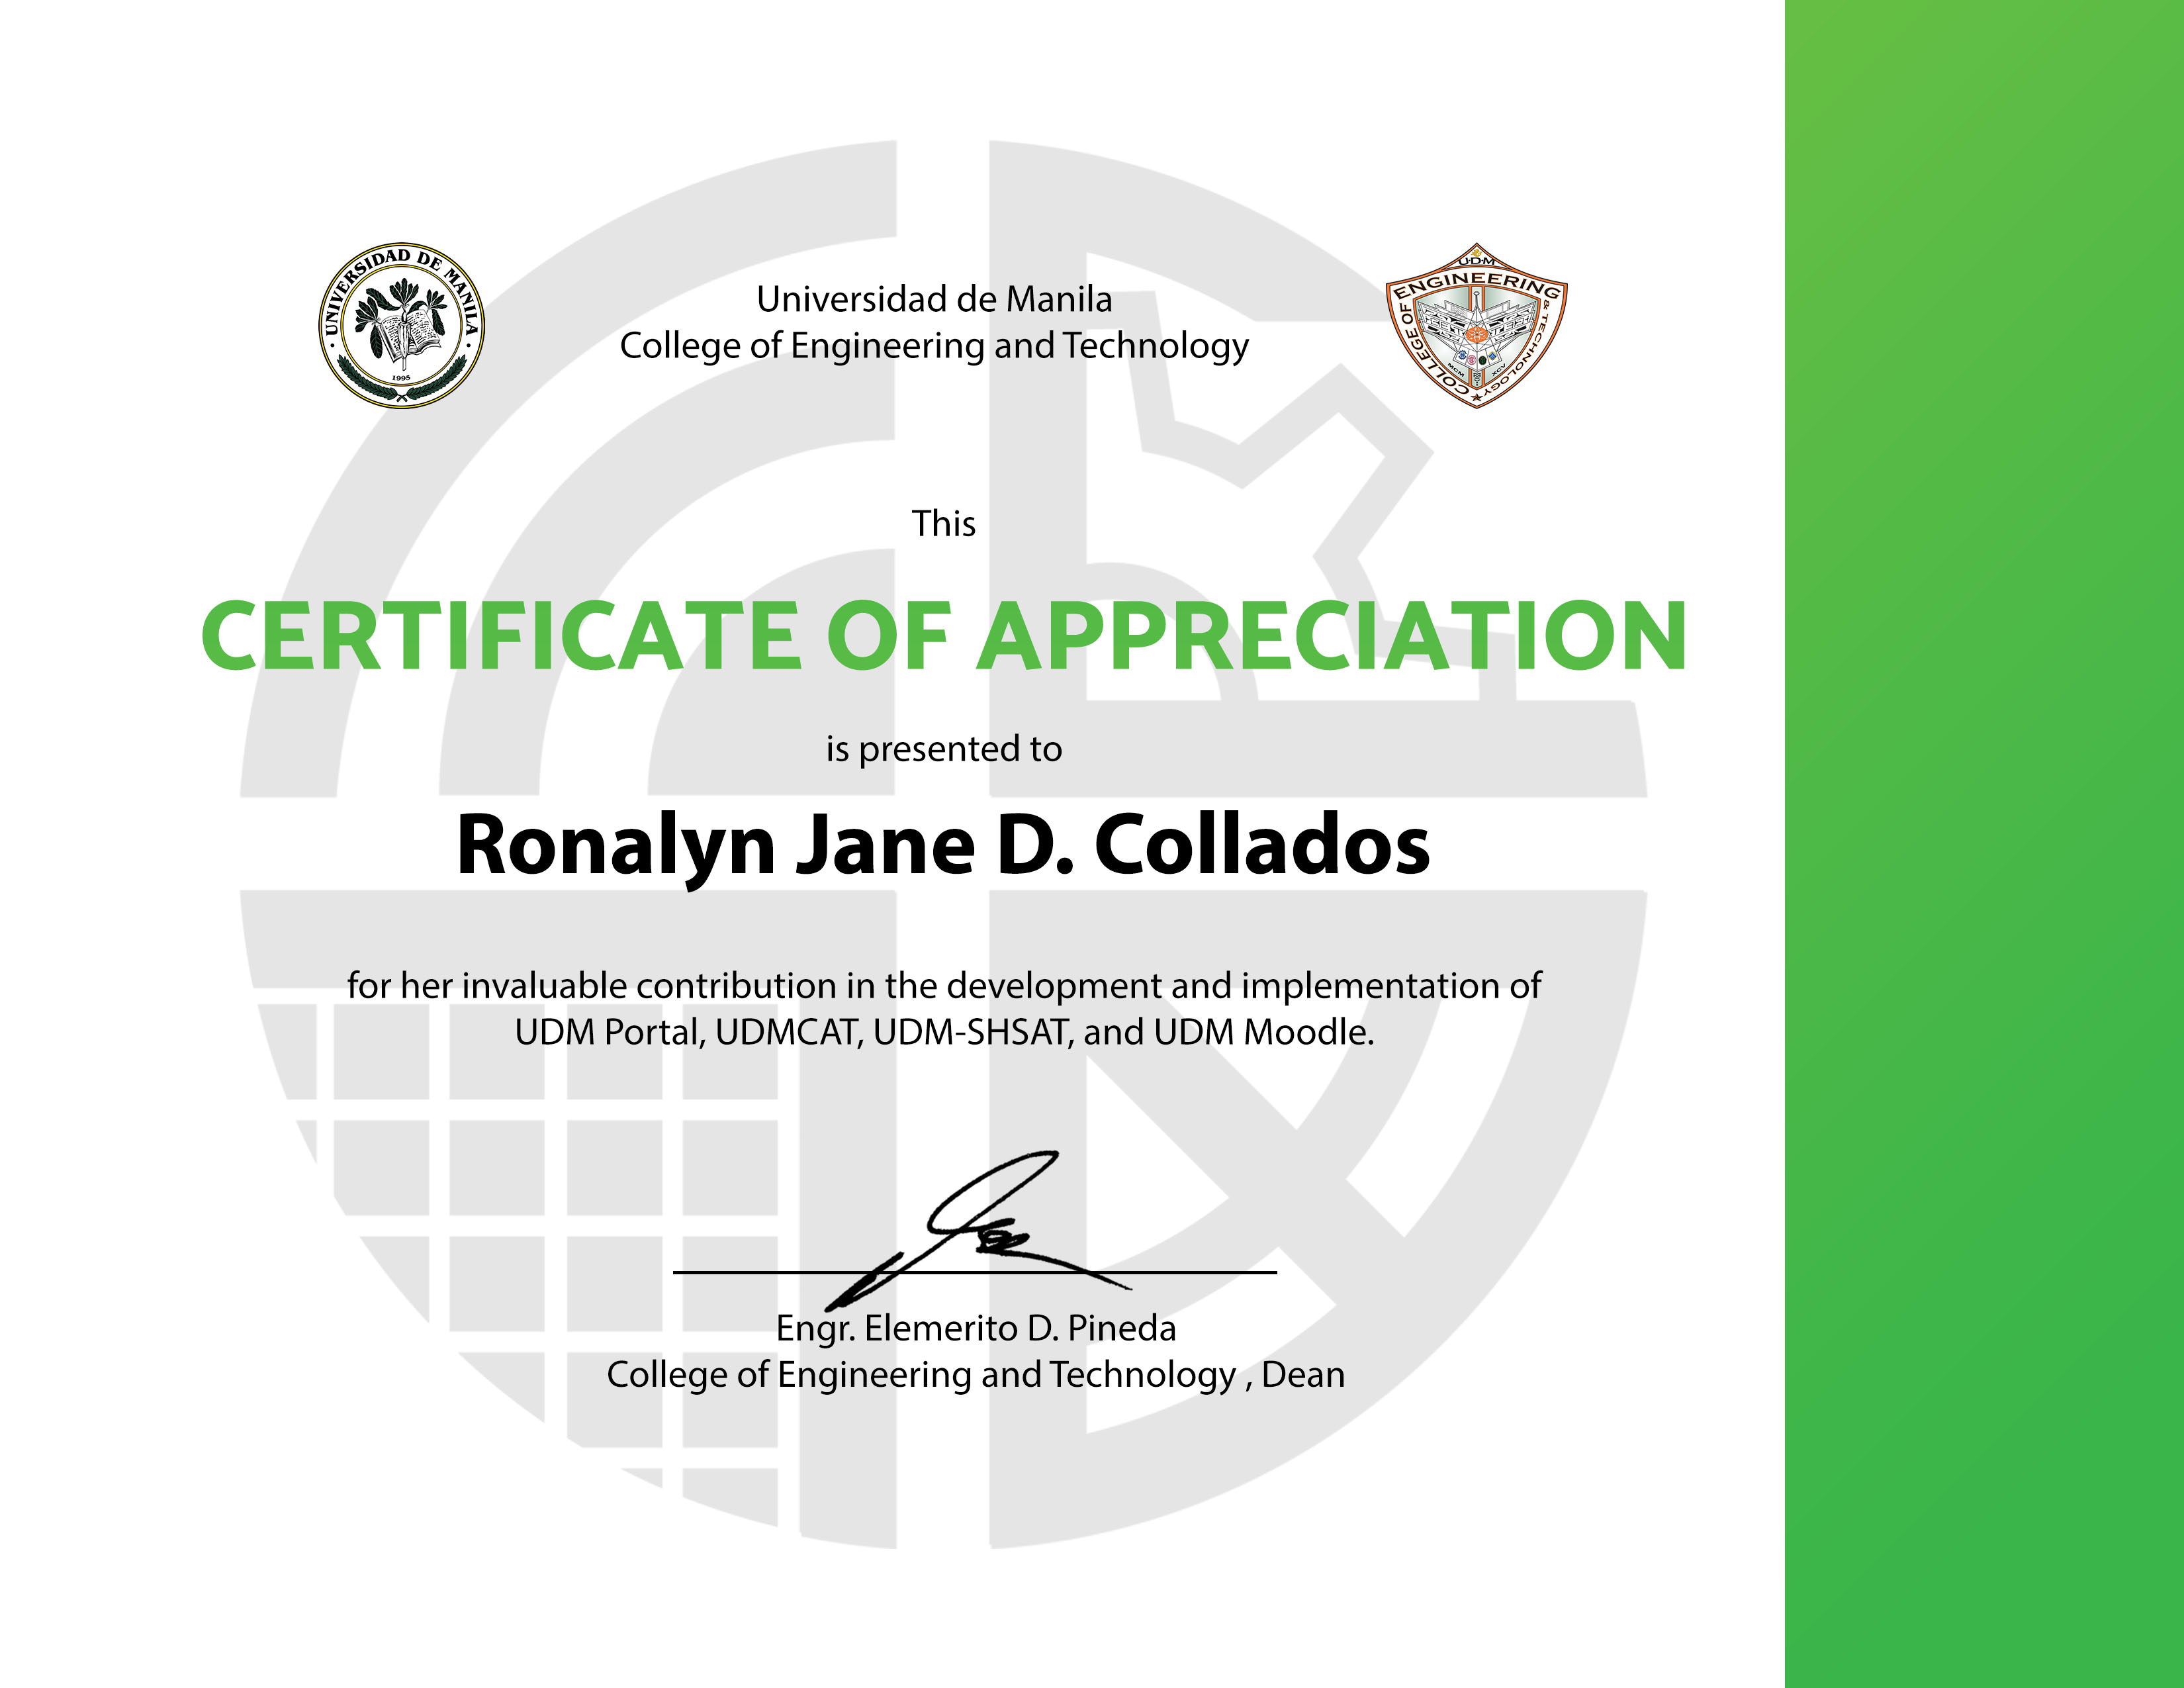 UNIVERSIDAD DE MANILA
1995
Universidad de Manila
College of Engineering and Technology
UDM
COLLEGE OF ENGINEERING & TECHNOLOGY
MCM XCV
This
CERTIFICATE OF APPRECIATION
is presented to
Ronalyn Jane D. Collados
for her invaluable contribution in the development and implementation of
UDM Portal, UDMCAT, UDM-SHSAT, and UDM Moodle.
Engr. Elemerito D. Pineda
College of Engineering and Technology , Dean